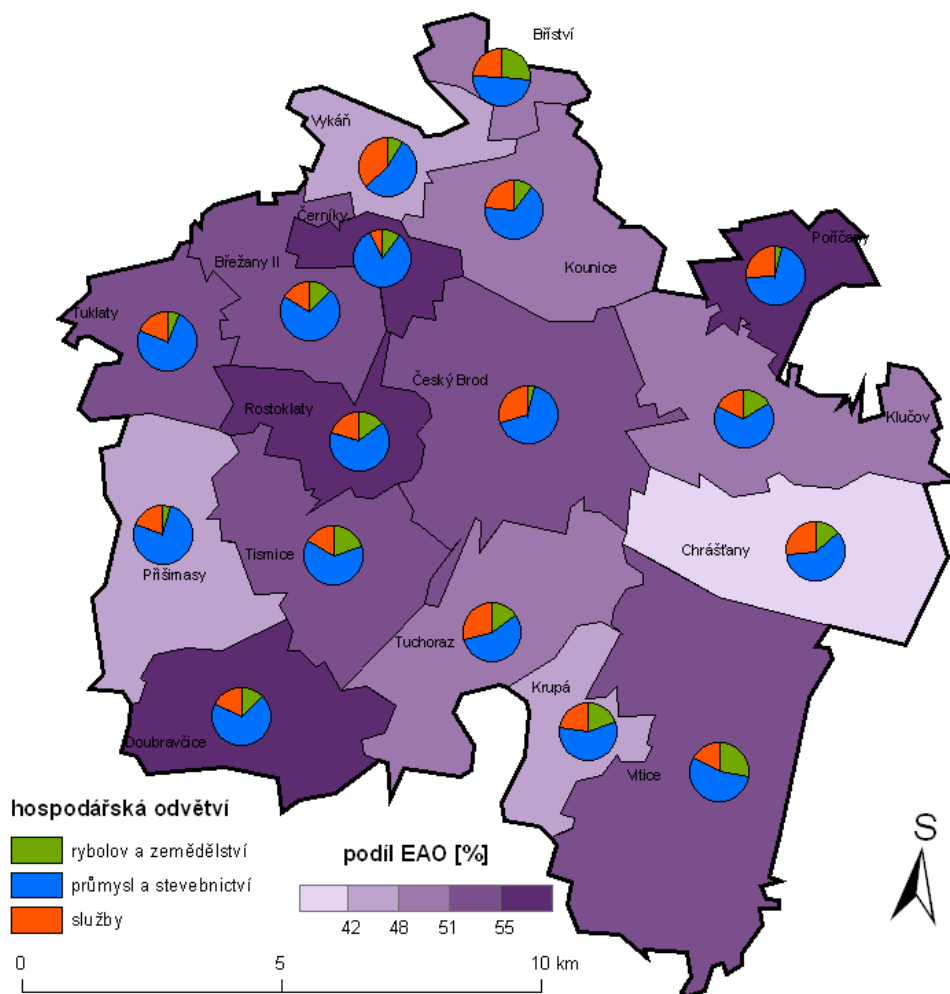 Bříství
Vykáň
Černíky
Břežany II
Kounice
Poříčany
Tuklaty
Český Brod
Rostoklaty
Klučov
Tismice
Chrášťany
Přišimasy
Tuchoraz
Krupá
Doubravčice
Vitice
hospodářská odvětví
rybolov a zemědělství
průmysl a stevebnictví
služby
podíl EAO [%]
42 48 51 55
0 5 10 km
S